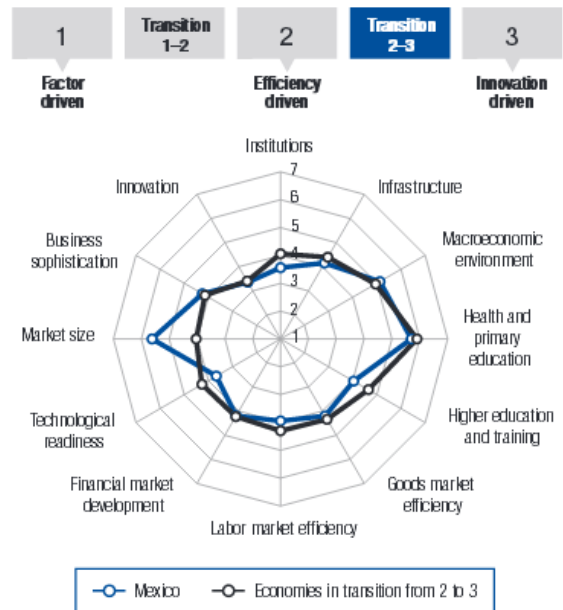 1
Transition
1–2
2
Transition
2–3
3
Factor
driven
Efficiency
driven
Innovation
driven
Institutions
7
Innovation
Infrastructure
6
5
Business
sophistication
Macroeconomic
environment
4
3
2
Market size
1
Health and
primary
education
Technological
readiness
Higher education
and training
Financial market
development
Goods market
efficiency
Labor market efficiency
Mexico
Economies in transition from 2 to 3